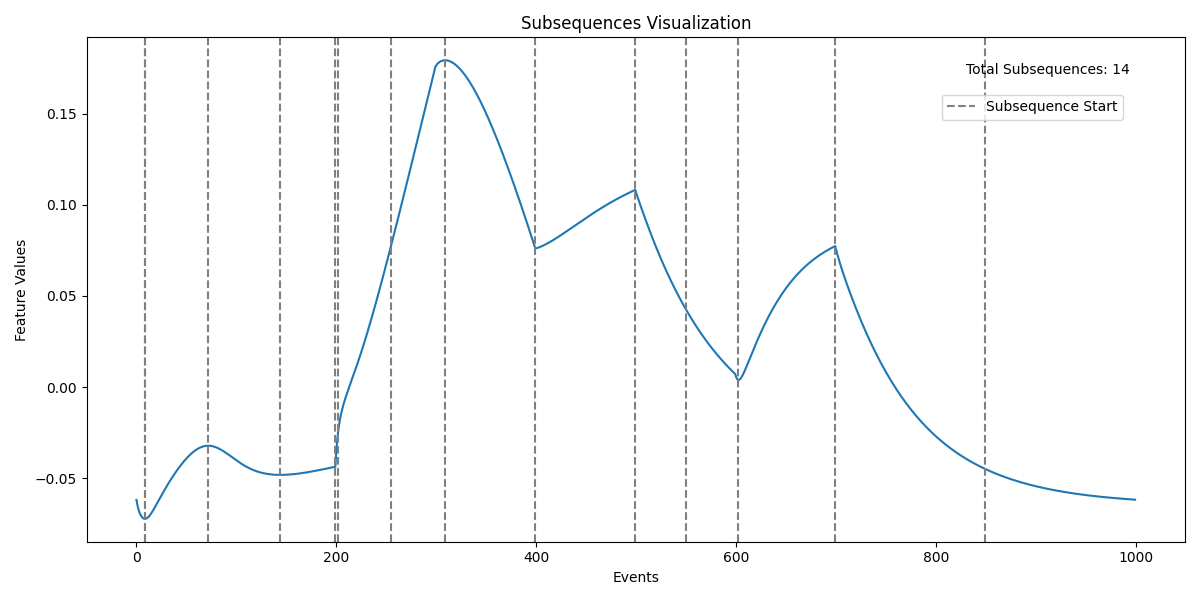 Subsequences Visualization
Total Subsequences: 14
Subsequence Start
Feature Values
0.15
0.10
0.05
0.00
−0.05
0
200
400
600
800
1000
Events